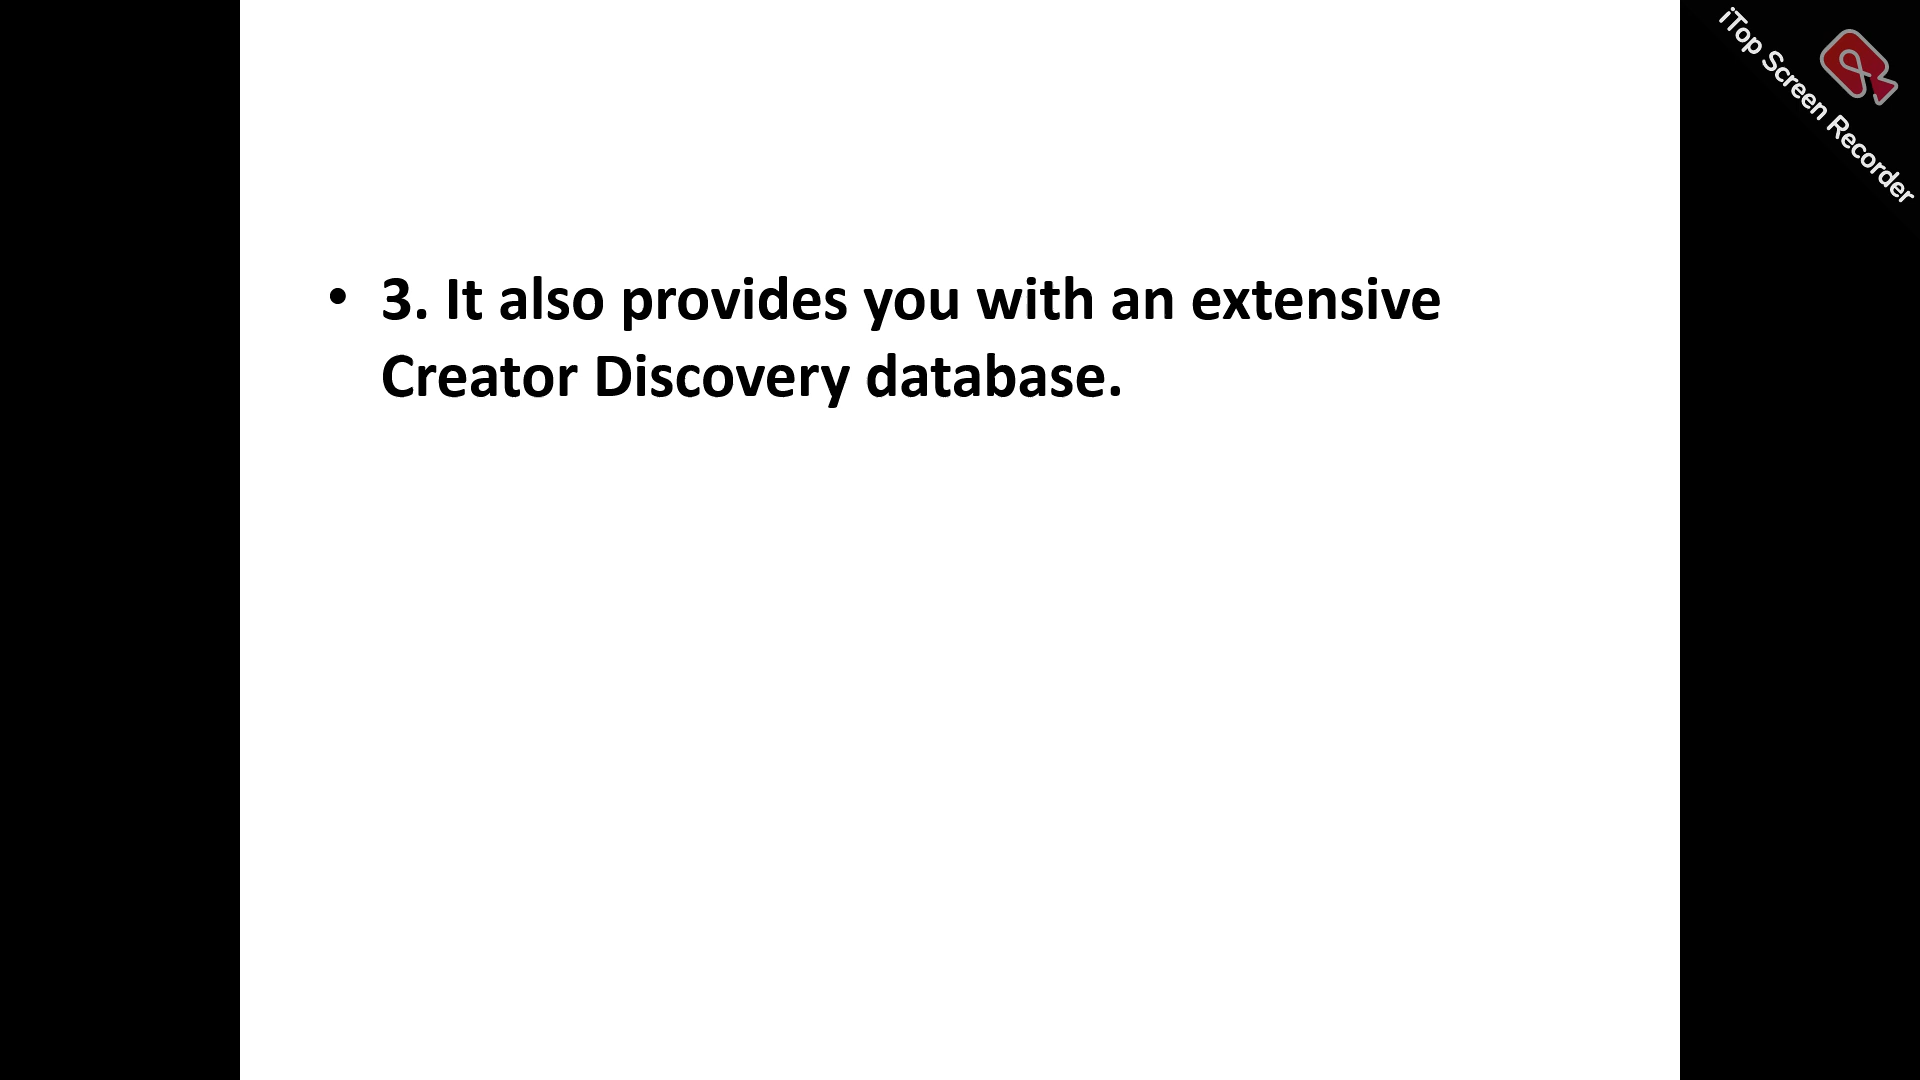 • 3. It also provides you with an extensive
Creator Discovery database.
iTop Screen Recorder